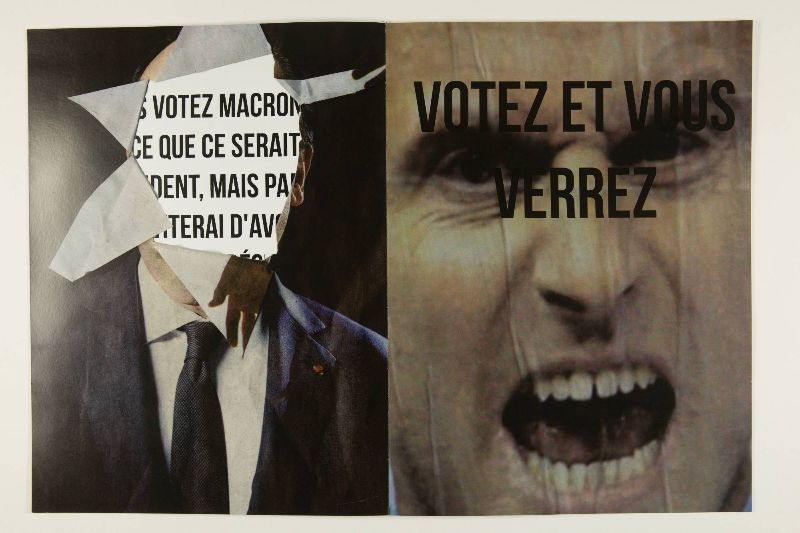 VOTEZ MACRON
CE QUE CE SERAIT
DENT, MAIS PA
TERAI D'AVO
VOTEZ ET VOUS
VERREZ